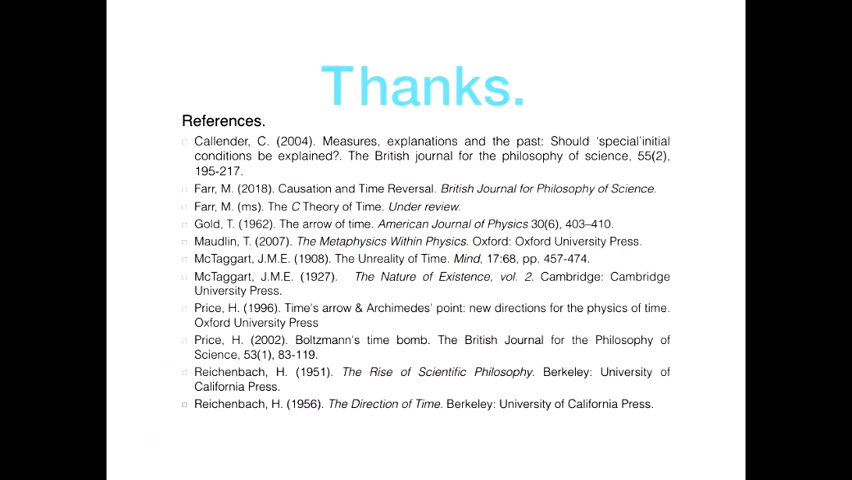 Thanks.
References.
Callender, C. (2004). Measures, explanations and the past: Should 'special'initial
conditions be explained?. The British journal for the philosophy of science, 55(2),
195-217.
Farr, M. (2018). Causation and Time Reversal. British Journal for Philosophy of Science.
Farr, M. (ms). The C Theory of Time. Under review.
Gold, T. (1962). The arrow of time. American Journal of Physics 30(6), 403–410.
Maudlin, T. (2007). The Metaphysics Within Physics. Oxford: Oxford University Press.
McTaggart, J.M.E. (1908). The Unreality of Time. Mind, 17:68, pp. 457-474.
McTaggart, J.M.E. (1927). The Nature of Existence, vol. 2. Cambridge: Cambridge
University Press.
Price, H. (1996). Time's arrow & Archimedes' point: new directions for the physics of time.
Oxford University Press
Price, H. (2002). Boltzmann's time bomb. The British Journal for the Philosophy of
Science, 53(1), 83-119.
Reichenbach, H. (1951). The Rise of Scientific Philosophy. Berkeley: University of
California Press.
Reichenbach, H. (1956). The Direction of Time. Berkeley: University of California Press.